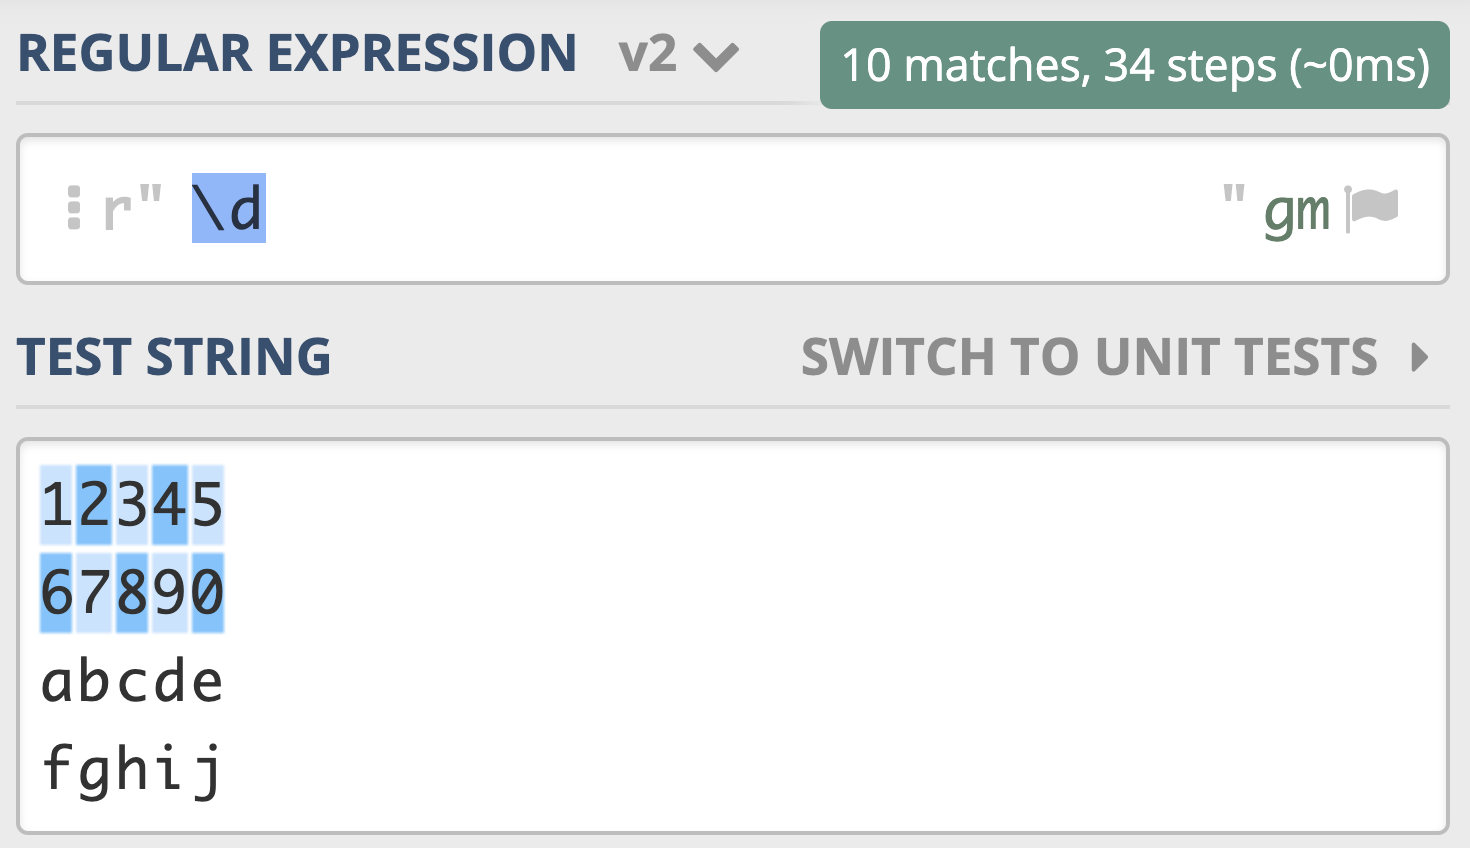 REGULAR EXPRESSION v2 10 matches, 34 steps (~0ms)
r" \d " gm
TEST STRING SWITCH TO UNIT TESTS
12345
67890
abcde
fghij